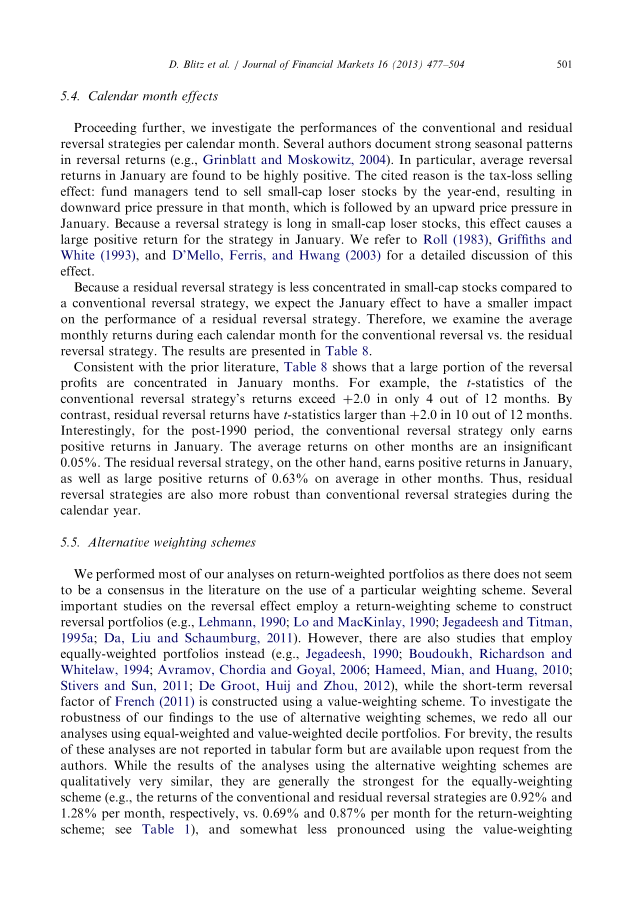 D. Blitz et al. / Journal of Financial Markets 16 (2013) 477–504 501
5.4. Calendar month effects
Proceeding further, we investigate the performances of the conventional and residual
reversal strategies per calendar month. Several authors document strong seasonal patterns
in reversal returns (e.g., Grinblatt and Moskowitz, 2004). In particular, average reversal
returns in January are found to be highly positive. The cited reason is the tax-loss selling
effect: fund managers tend to sell small-cap loser stocks by the year-end, resulting in
downward price pressure in that month, which is followed by an upward price pressure in
January. Because a reversal strategy is long in small-cap loser stocks, this effect causes a
large positive return for the strategy in January. We refer to Roll (1983), Griffiths and
White (1993), and D'Mello, Ferris, and Hwang (2003) for a detailed discussion of this
effect.
Because a residual reversal strategy is less concentrated in small-cap stocks compared to
a conventional reversal strategy, we expect the January effect to have a smaller impact
on the performance of a residual reversal strategy. Therefore, we examine the average
monthly returns during each calendar month for the conventional reversal vs. the residual
reversal strategy. The results are presented in Table 8.
Consistent with the prior literature, Table 8 shows that a large portion of the reversal
profits are concentrated in January months. For example, the t-statistics of the
conventional reversal strategy's returns exceed +2.0 in only 4 out of 12 months. By
contrast, residual reversal returns have t-statistics larger than +2.0 in 10 out of 12 months.
Interestingly, for the post-1990 period, the conventional reversal strategy only earns
positive returns in January. The average returns on other months are an insignificant
0.05%. The residual reversal strategy, on the other hand, earns positive returns in January,
as well as large positive returns of 0.63% on average in other months. Thus, residual
reversal strategies are also more robust than conventional reversal strategies during the
calendar year.
5.5. Alternative weighting schemes
We performed most of our analyses on return-weighted portfolios as there does not seem
to be a consensus in the literature on the use of a particular weighting scheme. Several
important studies on the reversal effect employ a return-weighting scheme to construct
reversal portfolios (e.g., Lehmann, 1990; Lo and MacKinlay, 1990; Jegadeesh and Titman,
1995a; Da, Liu and Schaumburg, 2011). However, there are also studies that employ
equally-weighted portfolios instead (e.g., Jegadeesh, 1990; Boudoukh, Richardson and
Whitelaw, 1994; Avramov, Chordia and Goyal, 2006; Hameed, Mian, and Huang, 2010;
Stivers and Sun, 2011; De Groot, Huij and Zhou, 2012), while the short-term reversal
factor of French (2011) is constructed using a value-weighting scheme. To investigate the
robustness of our findings to the use of alternative weighting schemes, we redo all our
analyses using equal-weighted and value-weighted decile portfolios. For brevity, the results
of these analyses are not reported in tabular form but are available upon request from the
authors. While the results of the analyses using the alternative weighting schemes are
qualitatively very similar, they are generally the strongest for the equally-weighting
scheme (e.g., the returns of the conventional and residual reversal strategies are 0.92% and
1.28% per month, respectively, vs. 0.69% and 0.87% per month for the return-weighting
scheme; see Table 1), and somewhat less pronounced using the value-weighting